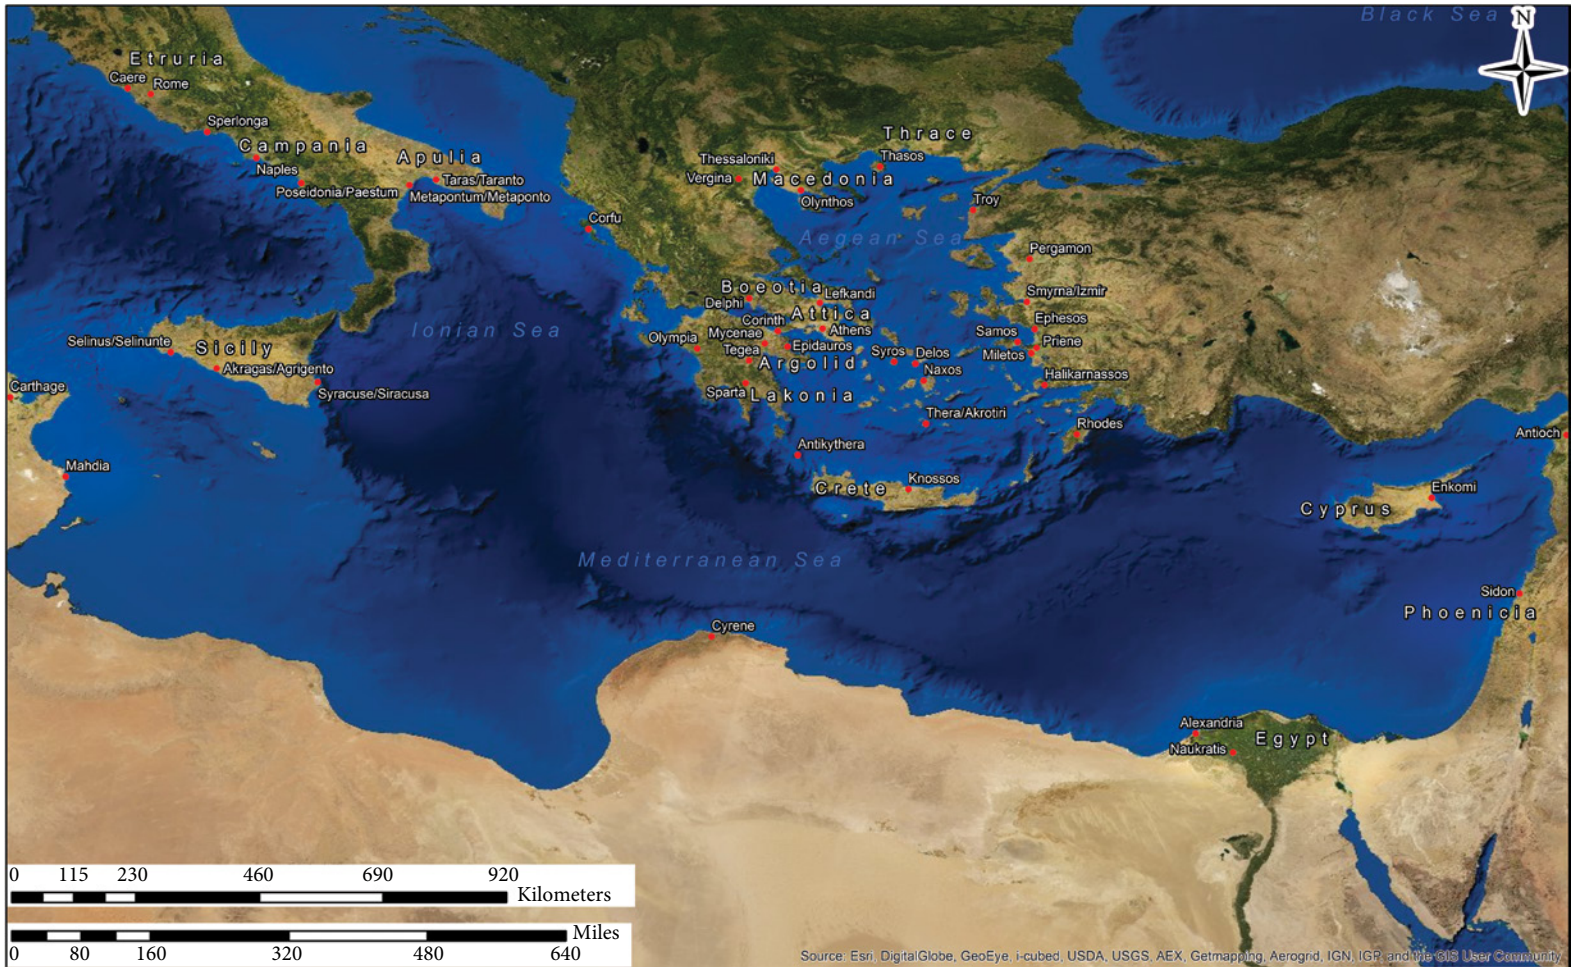 Black Sea
N
Etruria
Caere
Rome
Sperlonga
Campania
Naples
Apulia
Taras/Taranto
Poseidonia/Paestum
Metapontum/Metaponto
Thrace
Thessaloniki
Thasos
Vergina
Macedonia
Olynthos
Troy
Corfu
Aegean Sea
Pergamon
Boeotia
Delphi
Lefkandi
Smyrna/Izmir
Attica
Corinth
Athens
Ephesos
Ionian Sea
Olympia
Mycenae
Epidauros
Samos
Priene
Selinus/Selinunte
Sicily
Tegea
Syros
Delos
Miletos
Argolid
Akragas/Agrigento
Naxos
Halikarnassos
Carthage
Syracuse/Siracusa
Sparta
Lakonia
Thera/Akrotiri
Rhodes
Antioch
Antikythera
Mahdia
Crete
Knossos
Enkomi
Cyprus
Mediterranean Sea
Sidon
Phoenicia
Cyrene
Alexandria
Egypt
Naukratis
0 115 230 460 690 920
Kilometers
Miles
0 80 160 320 480 640
Source: Esri, DigitalGlobe, GeoEye, i-cubed, USDA, USGS, AEX, Getmapping, Aerogrid, IGN, IGP, and the GIS User Community